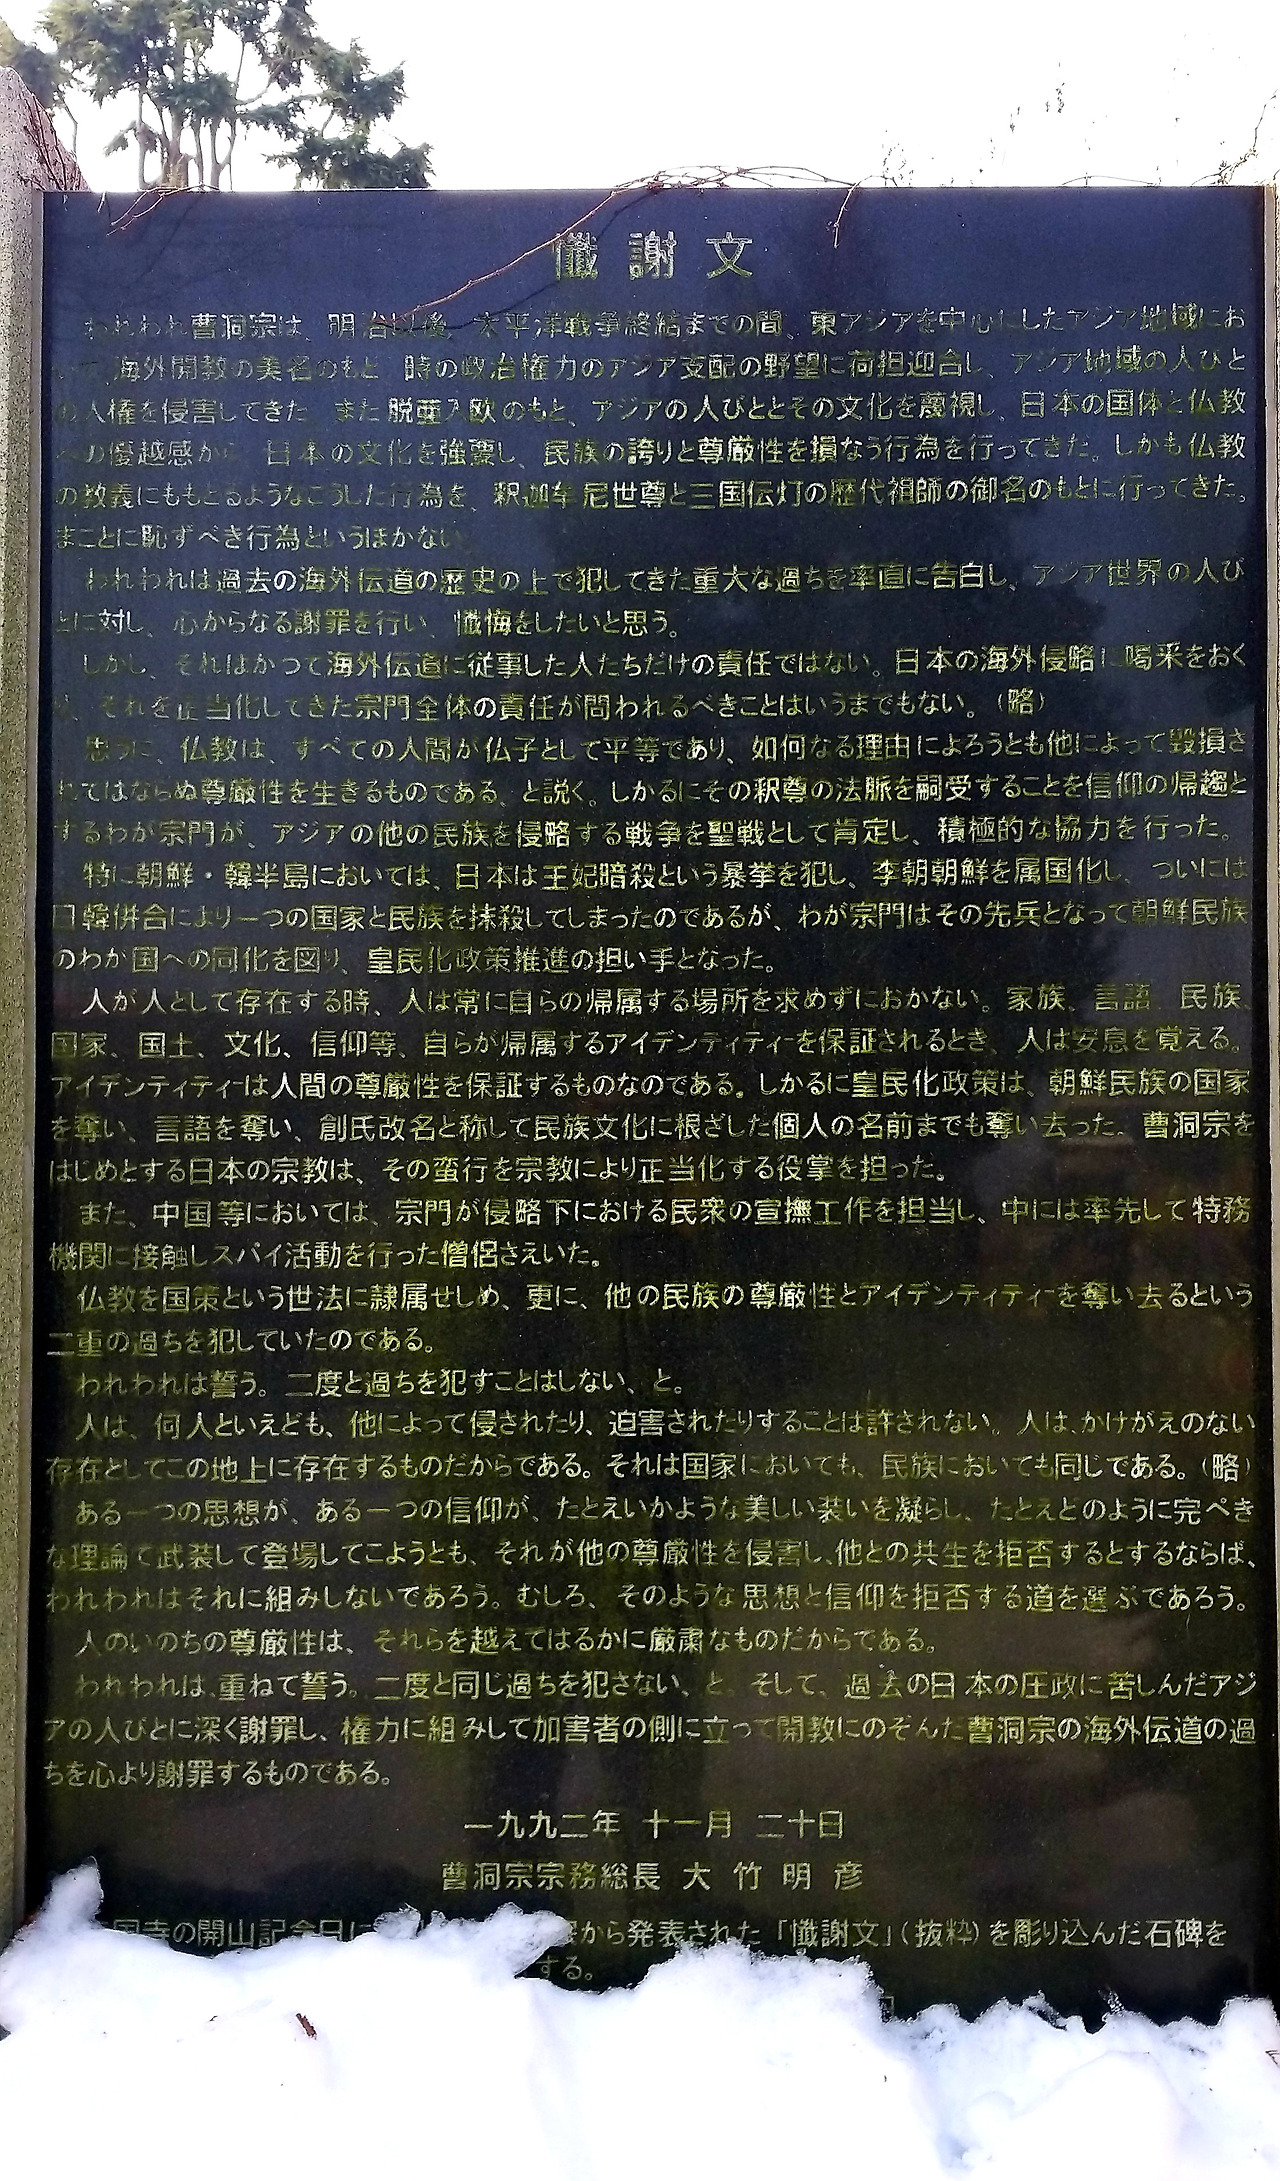 懺謝文
われわれ曹洞宗は、明治以後、太平洋戦争終結までの間、東アジアを中心にしたアジア地域にお
海外開教の美名のもと、時の政治権力のアジア支配の野望に荷担迎合し、アジア地域の人びと
の人権を侵害してきた。また脱亜入欧のもと、アジアの人びととその文化を蔑視し、日本の国体と仏教
への優越感から、日本の文化を強要し、民族の誇りと尊厳性を損なう行為を行ってきた。しかも仏教
の教義にももとるようなこうした行為を、釈迦牟尼世尊と三国伝灯の歴代祖師の御名のもとに行ってきた。
まことに恥ずべき行為というほかない。
われわれは過去の海外伝道の歴史の上で犯してきた重大な過ちを率直に告白し、アジア世界の人び
とに対し、心からなる謝罪を行い、懺悔をしたいと思う。
しかし、それはかつて海外伝道に従事した人たちだけの責任ではない。日本の海外侵略に喝采をおく
、それを正当化してきた宗門全体の責任が問われるべきことはいうまでもない。(略)
思うに、仏教は、すべての人間が仏子として平等であり、如何なる理由によろうとも他によって毀損さ
れてはならぬ尊厳性を生きるものである、と説く。しかるにその釈尊の法脈を嗣受することを信仰の帰趨と
するわが宗門が、アジアの他の民族を侵略する戦争を聖戦として肯定し、積極的な協力を行った。
特に朝鮮・韓半島においては、日本は王妃暗殺という暴挙を犯し、李朝朝鮮を属国化し、ついには
日韓併合により一つの国家と民族を抹殺してしまったのであるが、わが宗門はその先兵となって朝鮮民族
のわが国への同化を図り、皇民化政策推進の担い手となった。
人が人として存在する時、人は常に自らの帰属する場所を求めずにおかない。家族、言語、民族、
国家、国土、文化、信仰等、自らが帰属するアイデンティティーを保証されるとき、人は安息を覚える。
アイデンティティーは人間の尊厳性を保証するものなのである。しかるに皇民化政策は、朝鮮民族の国家
を奪い、言語を奪い、創氏改名と称して民族文化に根ざした個人の名前までも奪い去った。曹洞宗を
はじめとする日本の宗教は、その蛮行を宗教により正当化する役掌を担った。
また、中国等においては、宗門が侵略下における民衆の宣撫工作を担当し、中には率先して特務
機関に接触しスパイ活動を行った僧侶さえいた。
仏教を国策という世法に隷属せしめ、更に、他の民族の尊厳性とアイデンティティーを奪い去るという
二重の過ちを犯していたのである。
われわれは誓う。二度と過ちを犯すことはしない、と。
人は、何人といえども、他によって侵されたり、迫害されたりすることは許されない。人は、かけがえのない
存在としてこの地上に存在するものだからである。それは国家においても、民族においても同じである。(略)
ある一つの思想が、ある一つの信仰が、たとえいかような美しい装いを凝らし、たとえどのように完ぺき
な理論で武装して登場してこようとも、それが他の尊厳性を侵害し、他との共生を拒否するとするならば、
われわれはそれに組みしないであろう。むしろ、そのような思想と信仰を拒否する道を選ぶであろう。
人のいのちの尊厳性は、それらを越えてはるかに厳粛なものだからである。
われわれは、重ねて誓う。二度と同じ過ちを犯さない、と。そして、過去の日本の圧政に苦しんだアジ
アの人びとに深く謝罪し、権力に組みして加害者の側に立って開教にのぞんだ曹洞宗の海外伝道の過
ちを心より謝罪するものである。
一九九二年 十一月 二十日
曹洞宗宗務総長 大竹明彦
国寺の開山記念日に から発表された「懺謝文」(抜粋)を彫り込んだ石碑を
する。